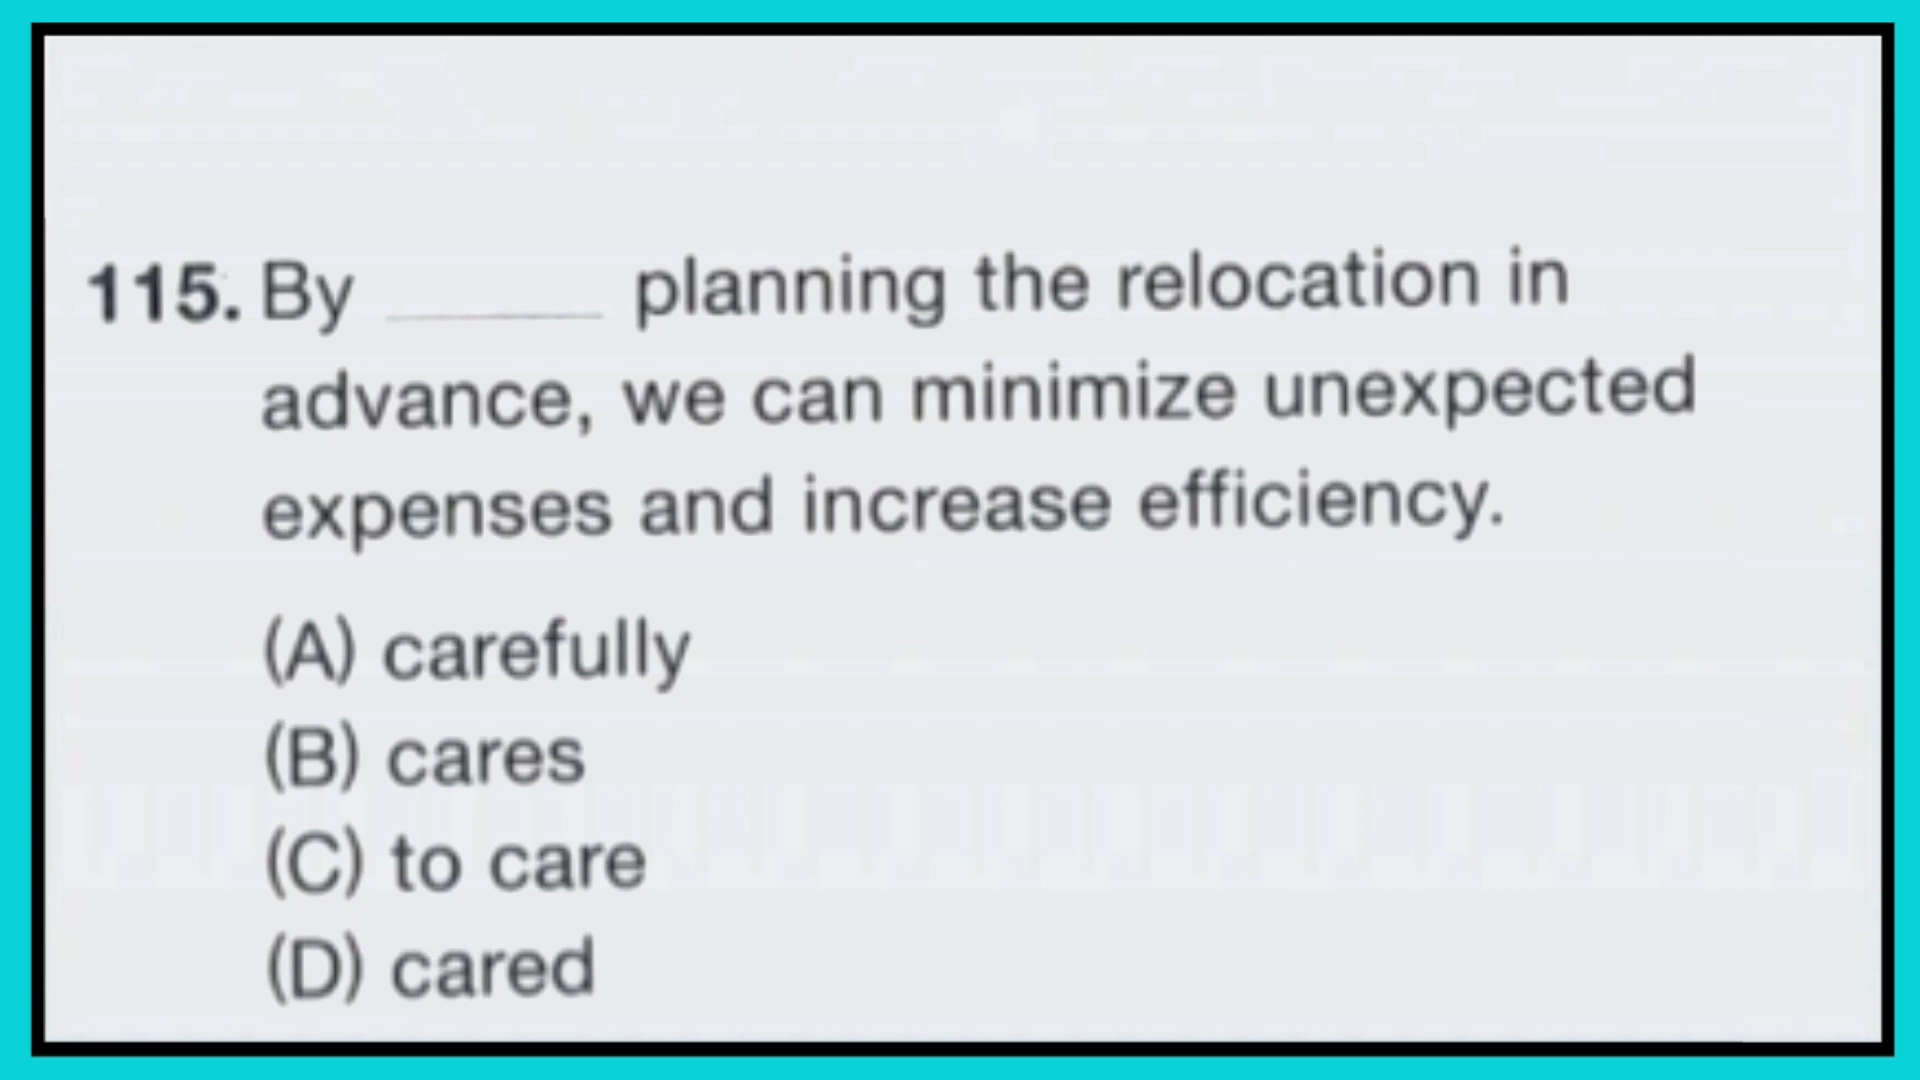 115. By ______ planning the relocation in
advance, we can minimize unexpected
expenses and increase efficiency.
(A) carefully
(B) cares
(C) to care
(D) cared